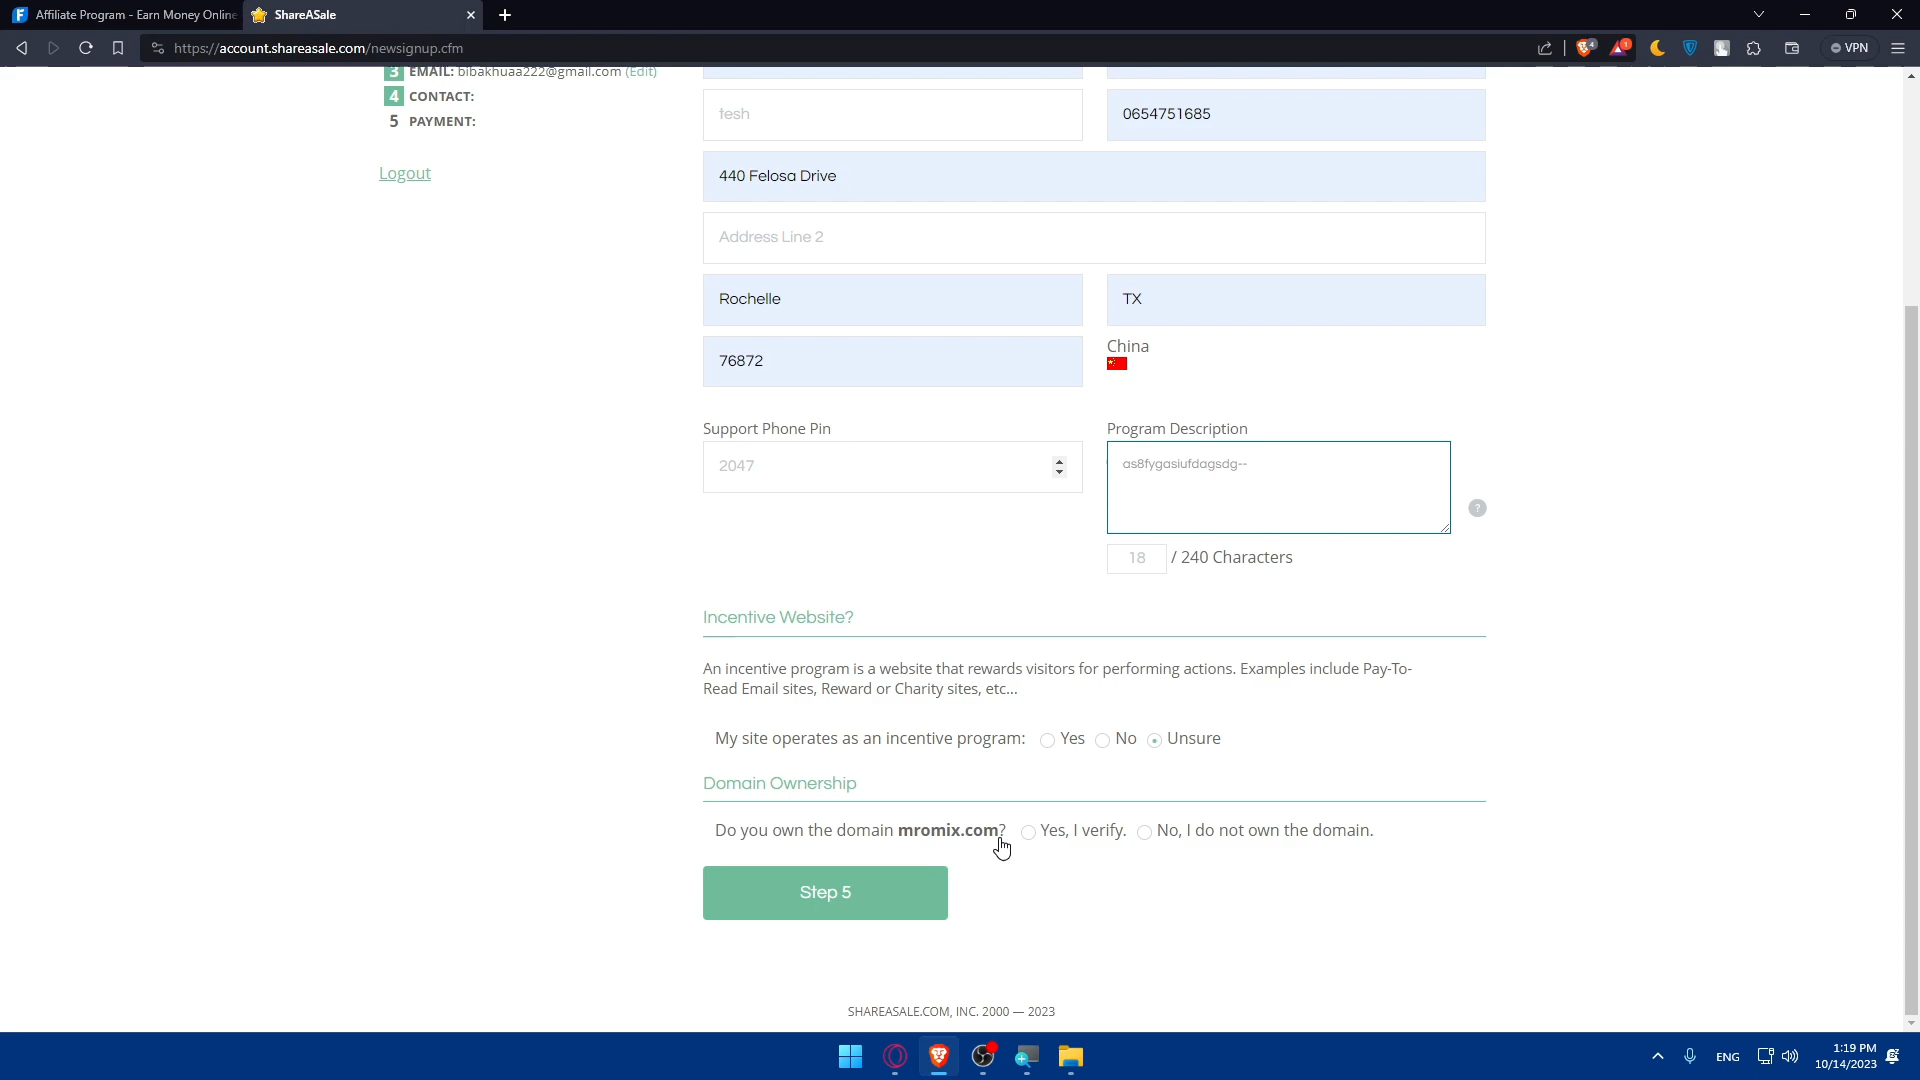 Affiliate Program - Earn Money Online
ShareASale
https://account.shareasale.com/newsignup.cfm
4
1
VPN
3 EMAIL: bibakhuaa222@gmail.com (Edit)
4 CONTACT:
5 PAYMENT:
Logout
fesh
0654751685
440 Felosa Drive
Address Line 2
Rochelle
TX
76872
China
Support Phone Pin
2047
Program Description
as8fygasiufdagsdg--
?
18 / 240 Characters
Incentive Website?
An incentive program is a website that rewards visitors for performing actions. Examples include Pay-To-
Read Email sites, Reward or Charity sites, etc...
My site operates as an incentive program: Yes No Unsure
Domain Ownership
Do you own the domain mromix.com? Yes, I verify. No, I do not own the domain.
Step 5
SHAREASALE.COM, INC. 2000 — 2023
ENG
1:19 PM
10/14/2023